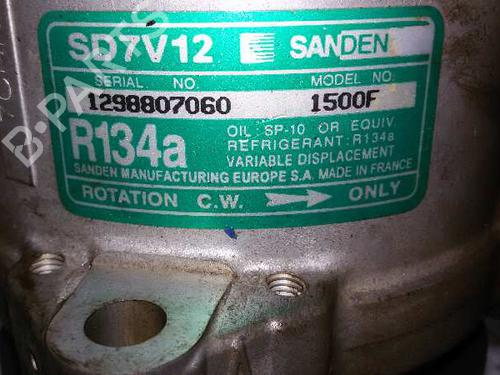 SD7V12 SANDEN
SERIAL NO. MODEL NO.
1298807060 1500F
R134a
OIL: SP-10 OR EQUIV.
REFRIGERANT: R134a
VARIABLE DISPLACEMENT
SANDEN MANUFACTURING EUROPE S.A. MADE IN FRANCE
ROTATION C.W. ONLY
B-PARTS